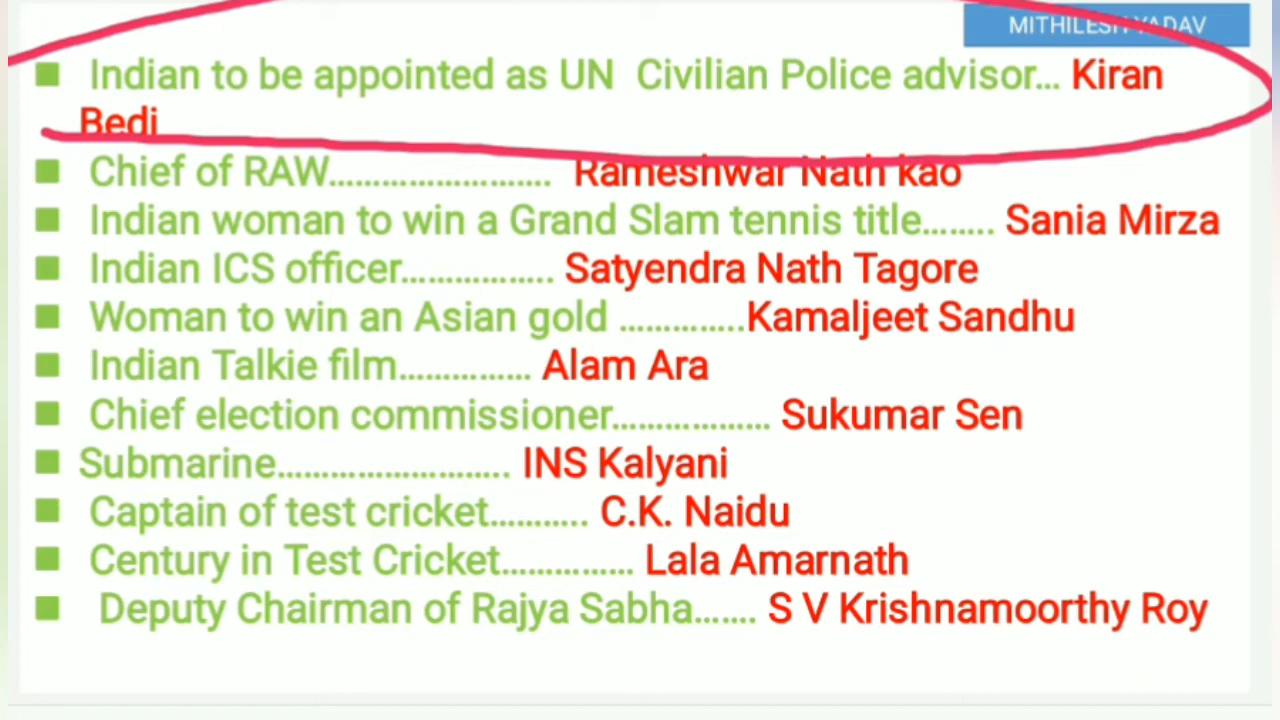 MITHILESH YADAV
Indian to be appointed as UN Civilian Police advisor... Kiran
Bedi
Chief of RAW........................ Rameshwar Nath kao
Indian woman to win a Grand Slam tennis title........ Sania Mirza
Indian ICS officer................. Satyendra Nath Tagore
Woman to win an Asian gold ..............Kamaljeet Sandhu
Indian Talkie film............... Alam Ara
Chief election commissioner.................. Sukumar Sen
Submarine.......................... INS Kalyani
Captain of test cricket........... C.K. Naidu
Century in Test Cricket............... Lala Amarnath
Deputy Chairman of Rajya Sabha....... S V Krishnamoorthy Roy